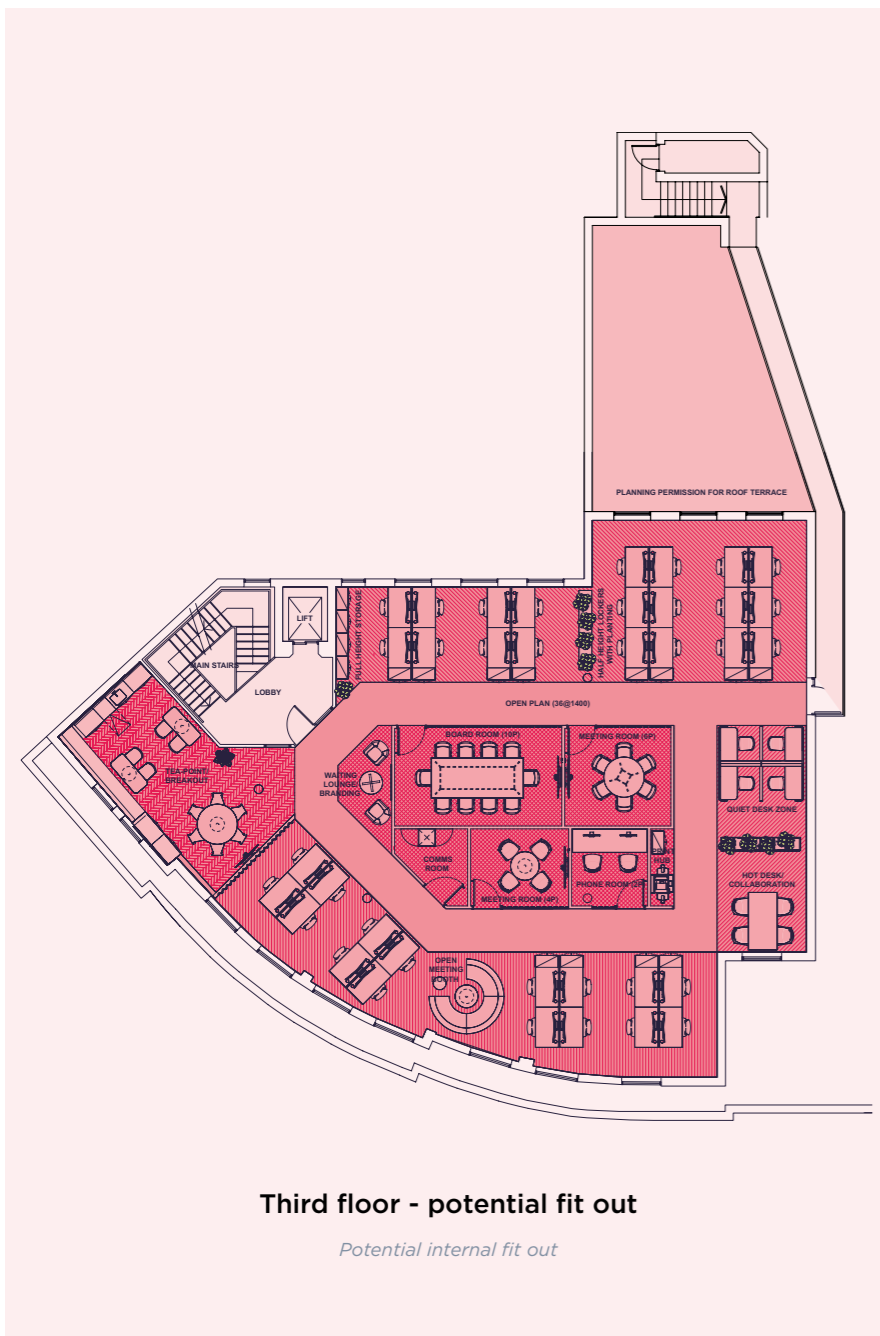 PLANNING PERMISSION FOR ROOF TERRACE
LIFT
MAIN STAIRS
LOBBY
FULL HEIGHT STORAGE
HALF HEIGHT LOCKERS
WITH PLANTING
OPEN PLAN (36@1400)
BOARD ROOM (10P)
MEETING ROOM (6P)
TEA-POINT/
BREAKOUT
WAITING
LOUNGE/
BRANDING
QUIET DESK ZONE
COMMS
ROOM
PRINT
HUB
MEETING ROOM (4P)
PHONE ROOM (2P)
HOT DESK/
COLLABORATION
OPEN
MEETING
BOOTH
Third floor - potential fit out
Potential internal fit out